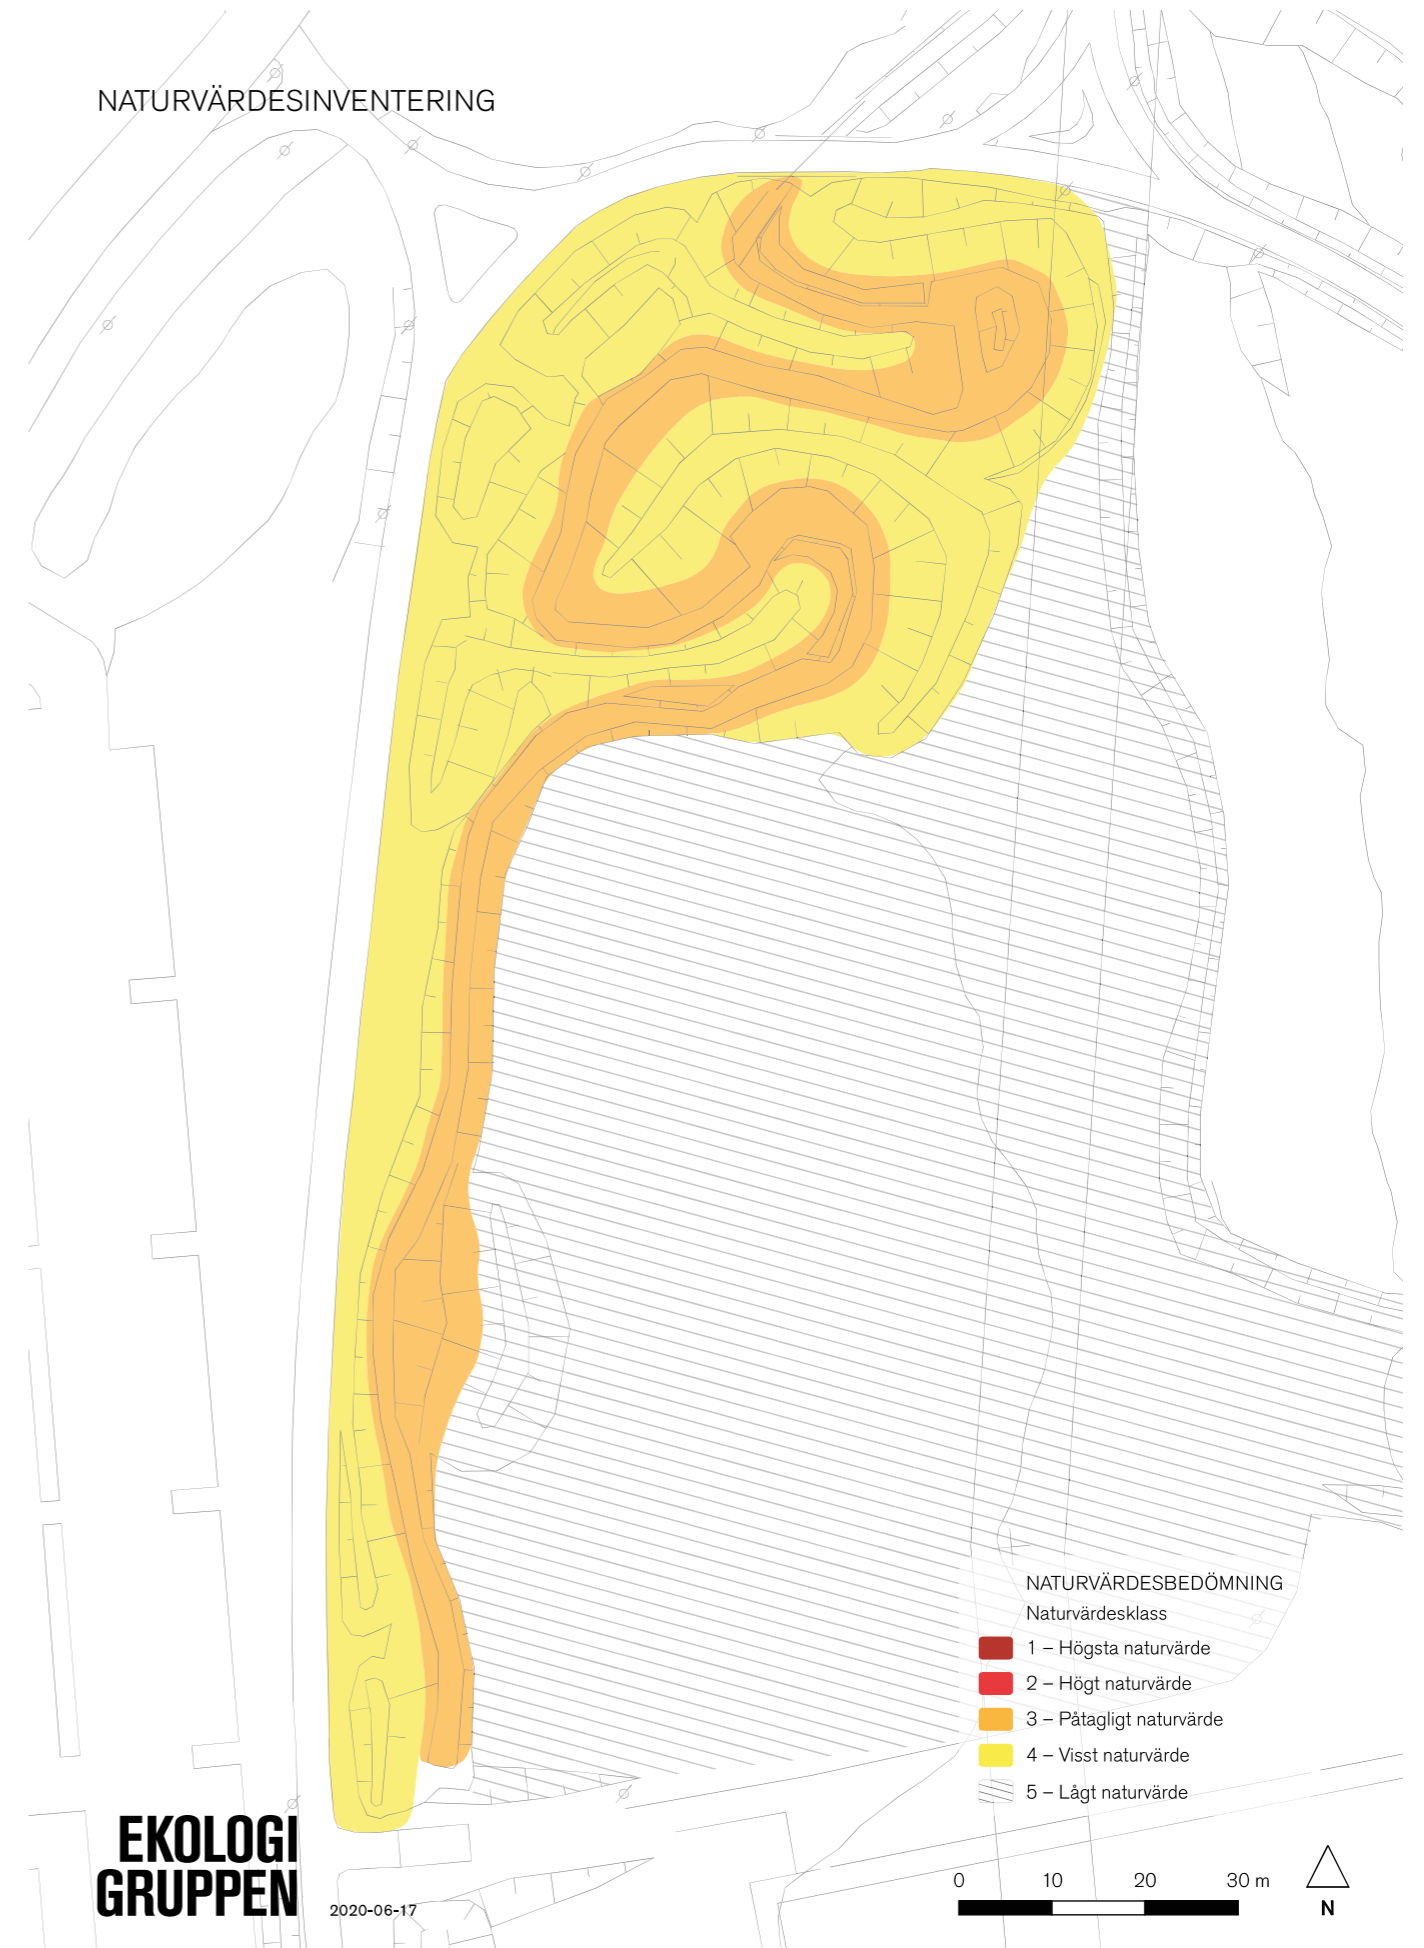 NATURVÄRDESINVENTERING
NATURVÄRDESBEDÖMNING
Naturvärdesklass
1 – Högsta naturvärde
2 – Högt naturvärde
3 – Påtagligt naturvärde
4 – Visst naturvärde
5 – Lågt naturvärde
EKOLOGI
GRUPPEN
2020-06-17
0 10 20 30 m
N